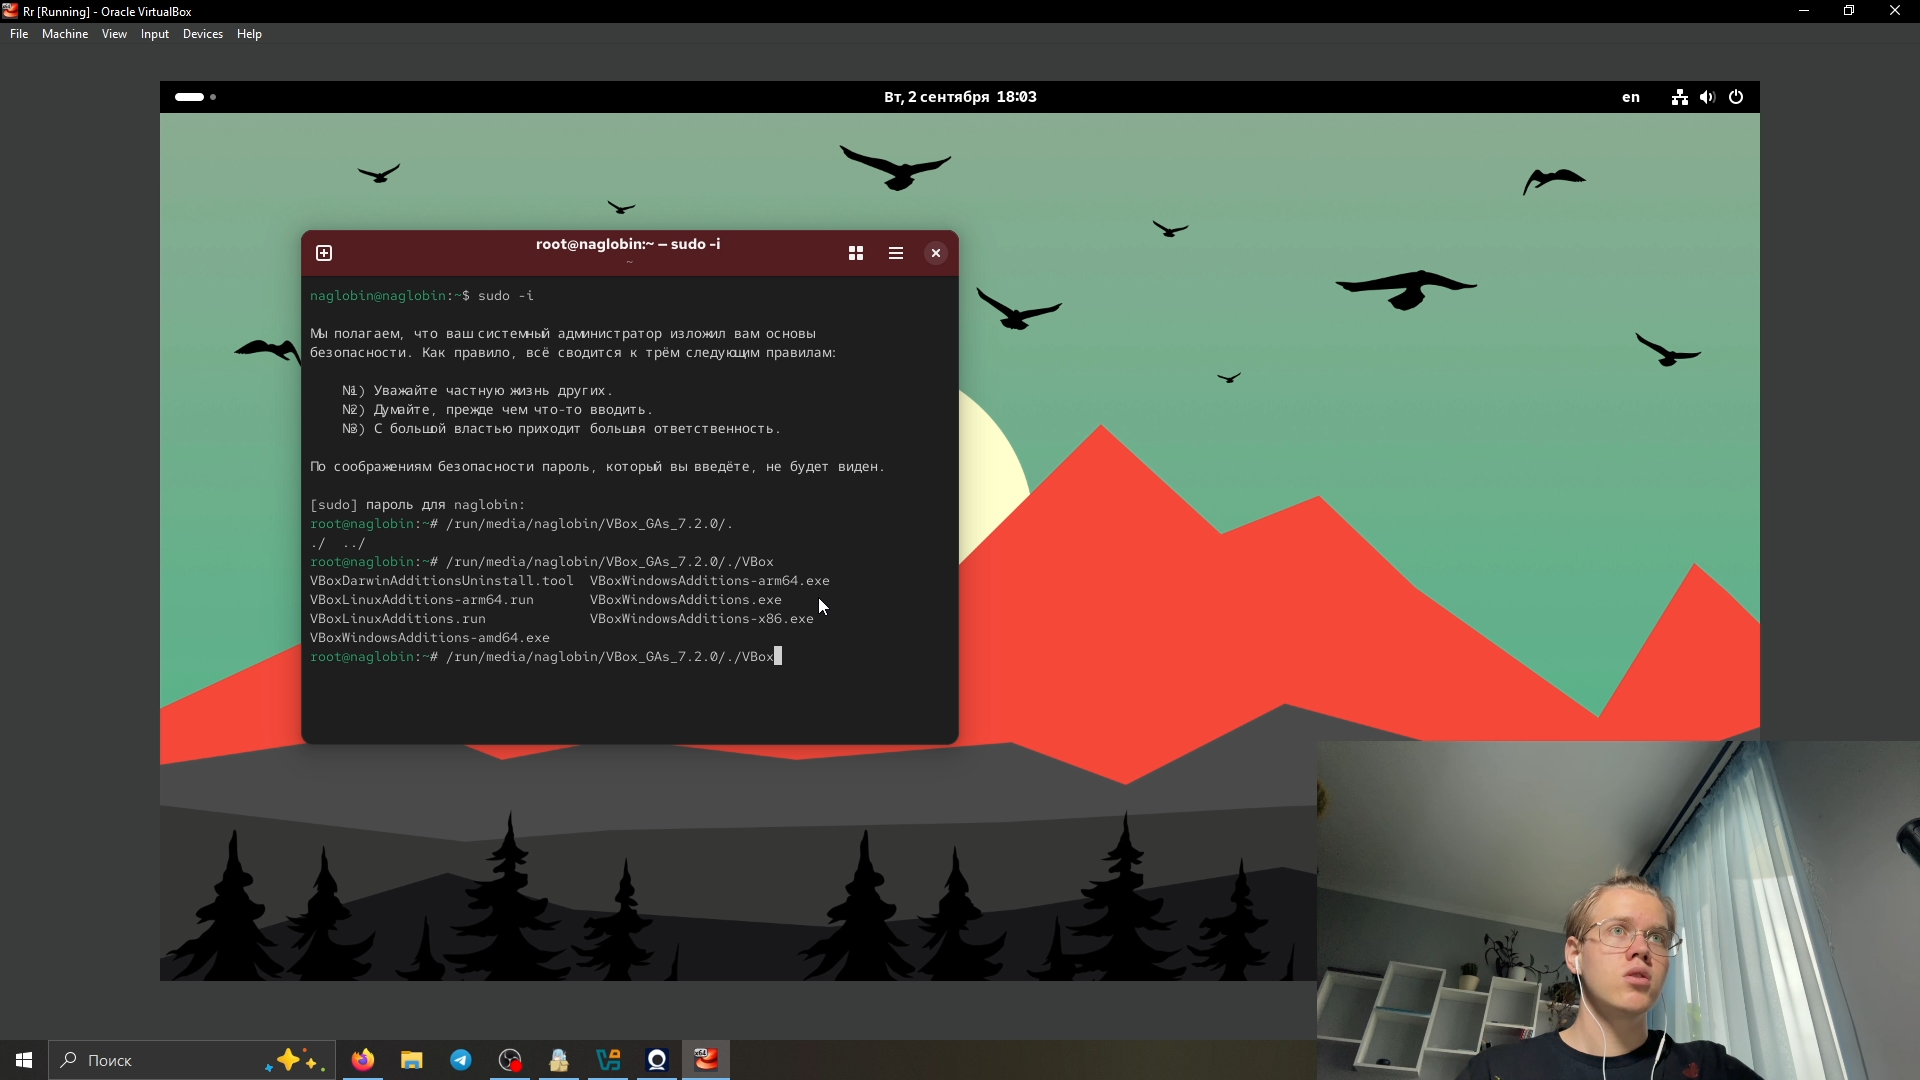 Rr [Running] - Oracle VirtualBox
File Machine View Input Devices Help
Вт, 2 сентября 18:03
en
root@naglobin:~ — sudo -i
~
naglobin@naglobin:~$ sudo -i
Мы полагаем, что ваш системный администратор изложил вам основы
безопасности. Как правило, всё сводится к трём следующим правилам:
№1) Уважайте частную жизнь других.
№2) Думайте, прежде чем что-то вводить.
№3) С большой властью приходит большая ответственность.
По соображениям безопасности пароль, который вы введёте, не будет виден.
[sudo] пароль для naglobin:
root@naglobin:~# /run/media/naglobin/VBox_GAs_7.2.0/.
./ ../
root@naglobin:~# /run/media/naglobin/VBox_GAs_7.2.0/./VBox
VBoxDarwinAdditionsUninstall.tool VBoxWindowsAdditions-arm64.exe
VBoxLinuxAdditions-arm64.run VBoxWindowsAdditions.exe
VBoxLinuxAdditions.run VBoxWindowsAdditions-x86.exe
VBoxWindowsAdditions-amd64.exe
root@naglobin:~# /run/media/naglobin/VBox_GAs_7.2.0/./VBox
Поиск